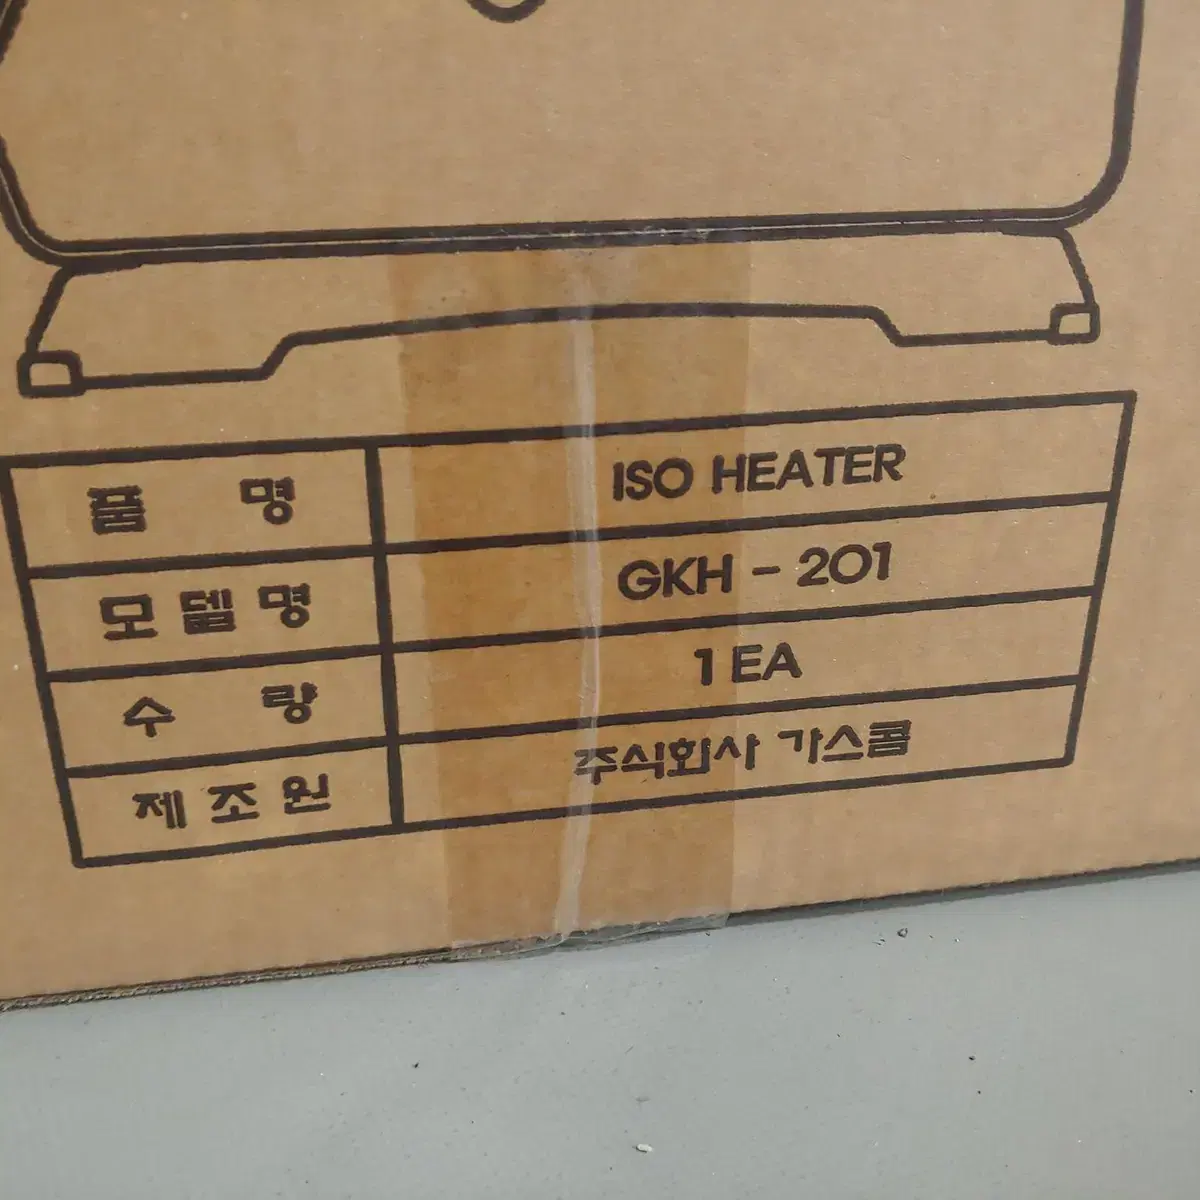 품 명 ISO HEATER
모델명 GKH - 201
수 량 1 EA
제조원 주식회사 가스콤